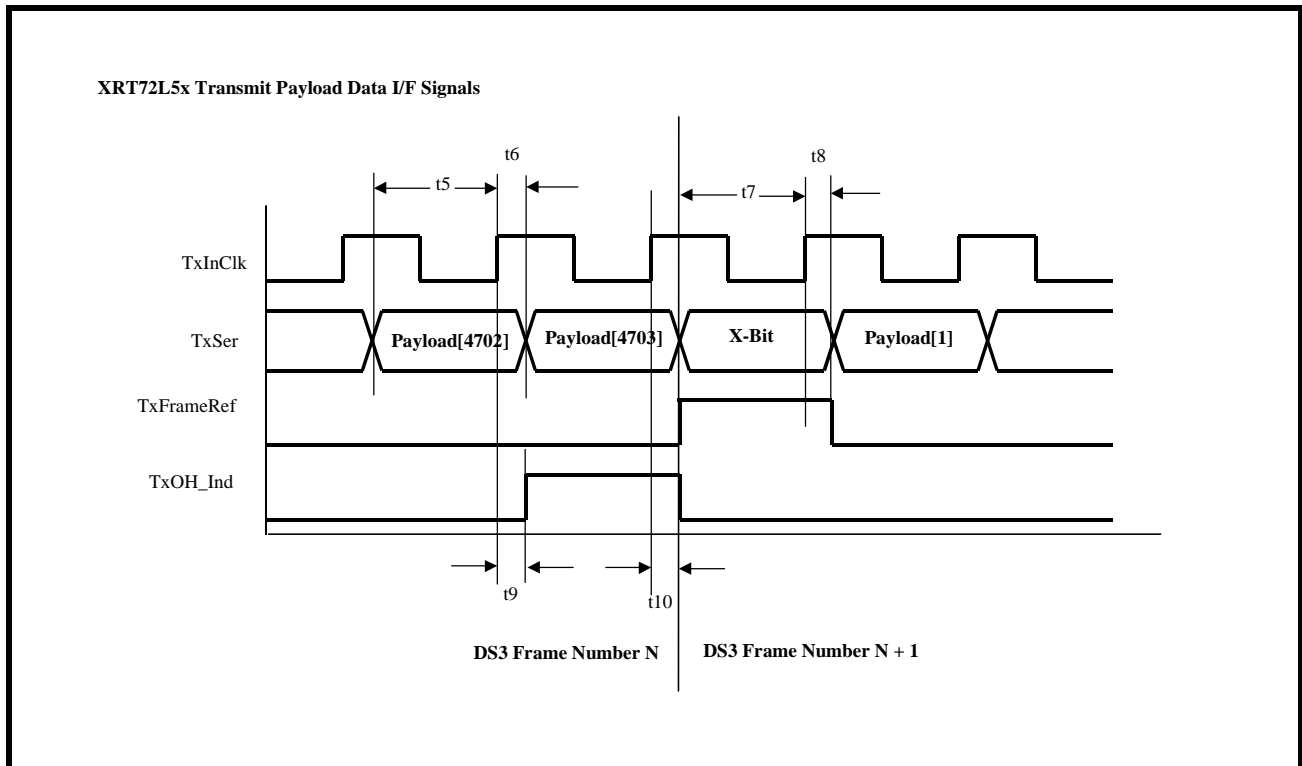 XRT72L5x Transmit Payload Data I/F Signals
t6
t8
t5
t7
TxInClk
TxSer
Payload[4702]
Payload[4703]
X-Bit
Payload[1]
TxFrameRef
TxOH_Ind
t9
t10
DS3 Frame Number N
DS3 Frame Number N + 1